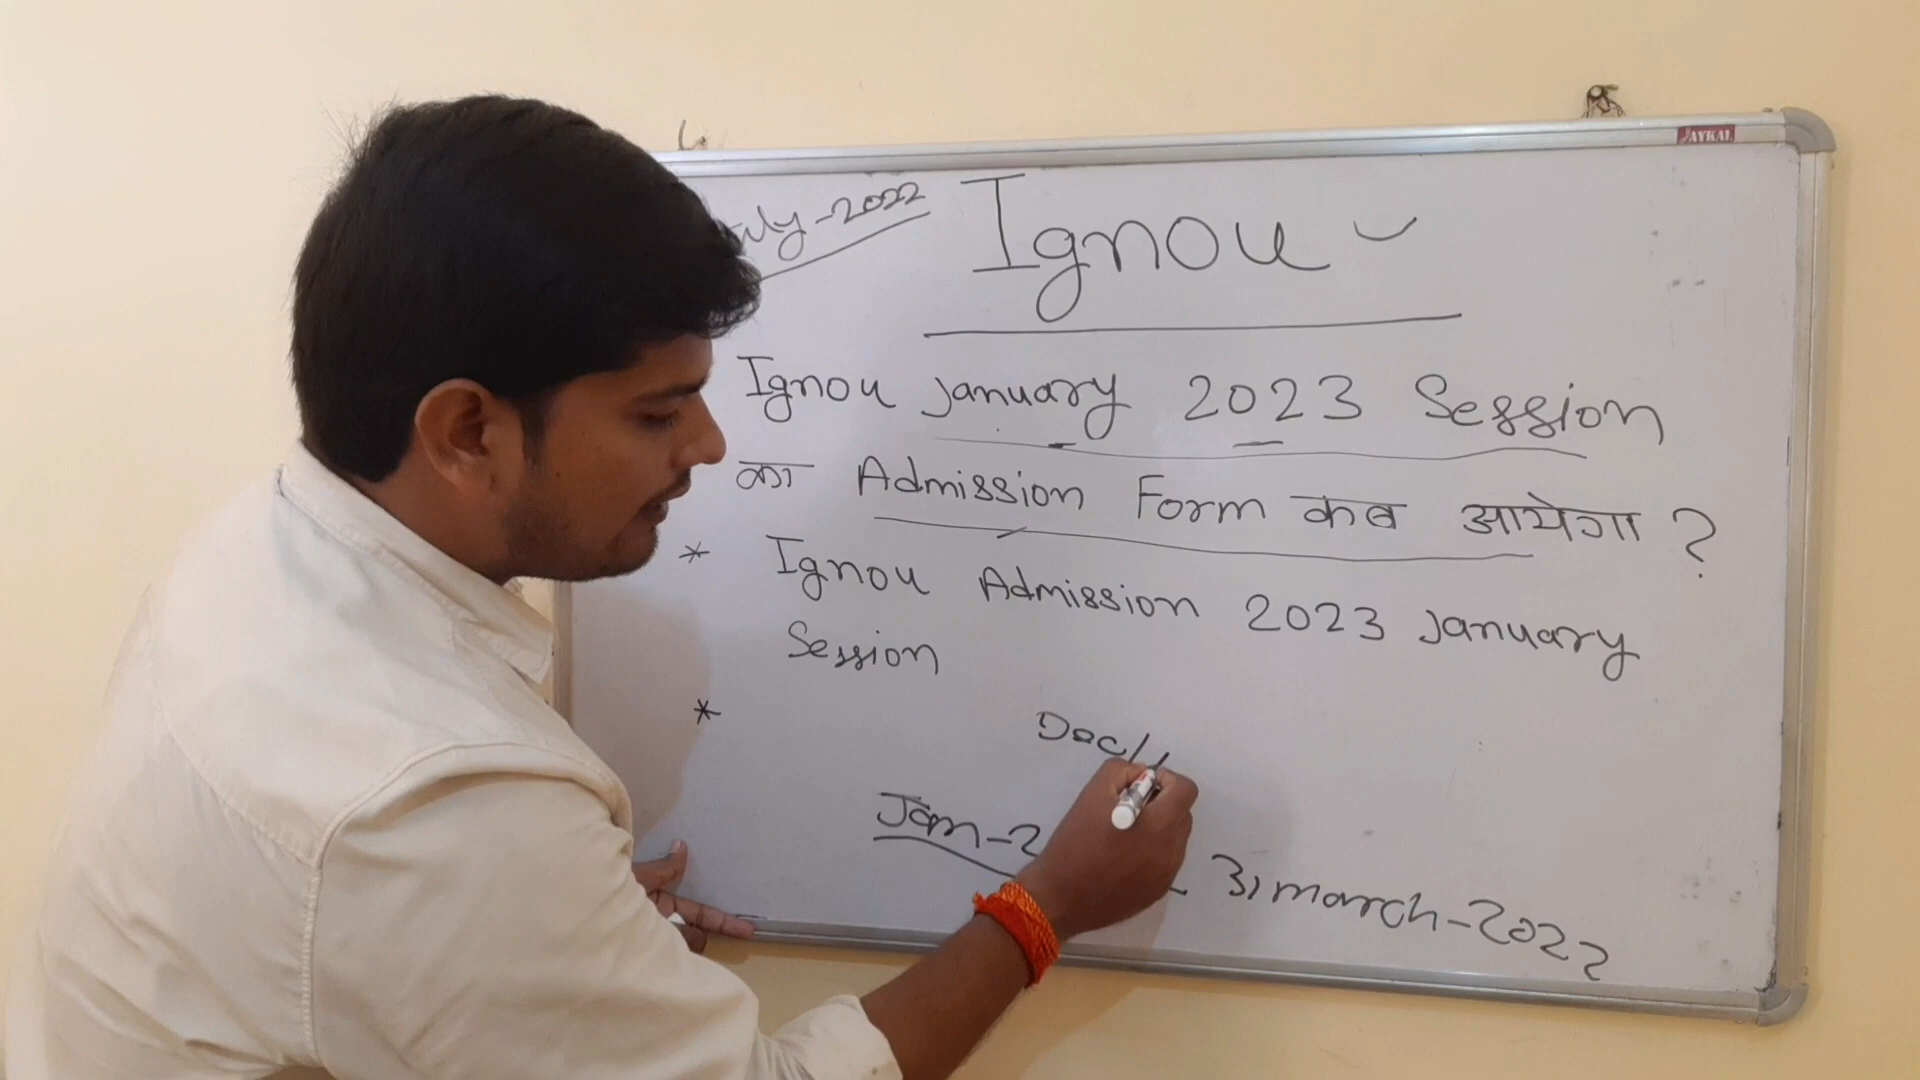 JAYKAL
July-2022
Ignou -
Ignou January 2023 Session
का Admission Form कब आयेगा ?
* Ignou Admission 2023 January
Session
*
Dec/
Jan-2
31 march-2022